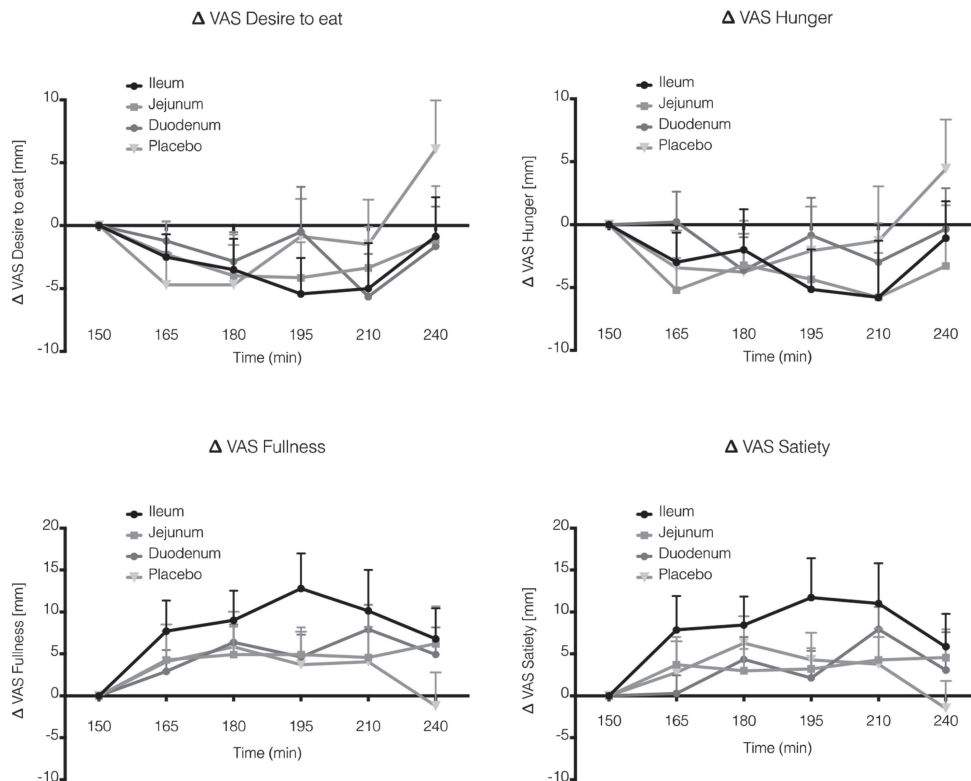 Δ VAS Desire to eat
Ileum
Jejunum
Duodenum
Placebo
10
5
0
-5
-10
Δ VAS Desire to eat [mm]
150 165 180 195 210 240
Time (min)
Δ VAS Hunger
Ileum
Jejunum
Duodenum
Placebo
10
5
0
-5
-10
Δ VAS Hunger [mm]
150 165 180 195 210 240
Time (min)
Δ VAS Fullness
Ileum
Jejunum
Duodenum
Placebo
20
15
10
5
0
-5
-10
Δ VAS Fullness [mm]
150 165 180 195 210 240
Time (min)
Δ VAS Satiety
Ileum
Jejunum
Duodenum
Placebo
20
15
10
5
0
-5
-10
Δ VAS Satiety [mm]
150 165 180 195 210 240
Time (min)